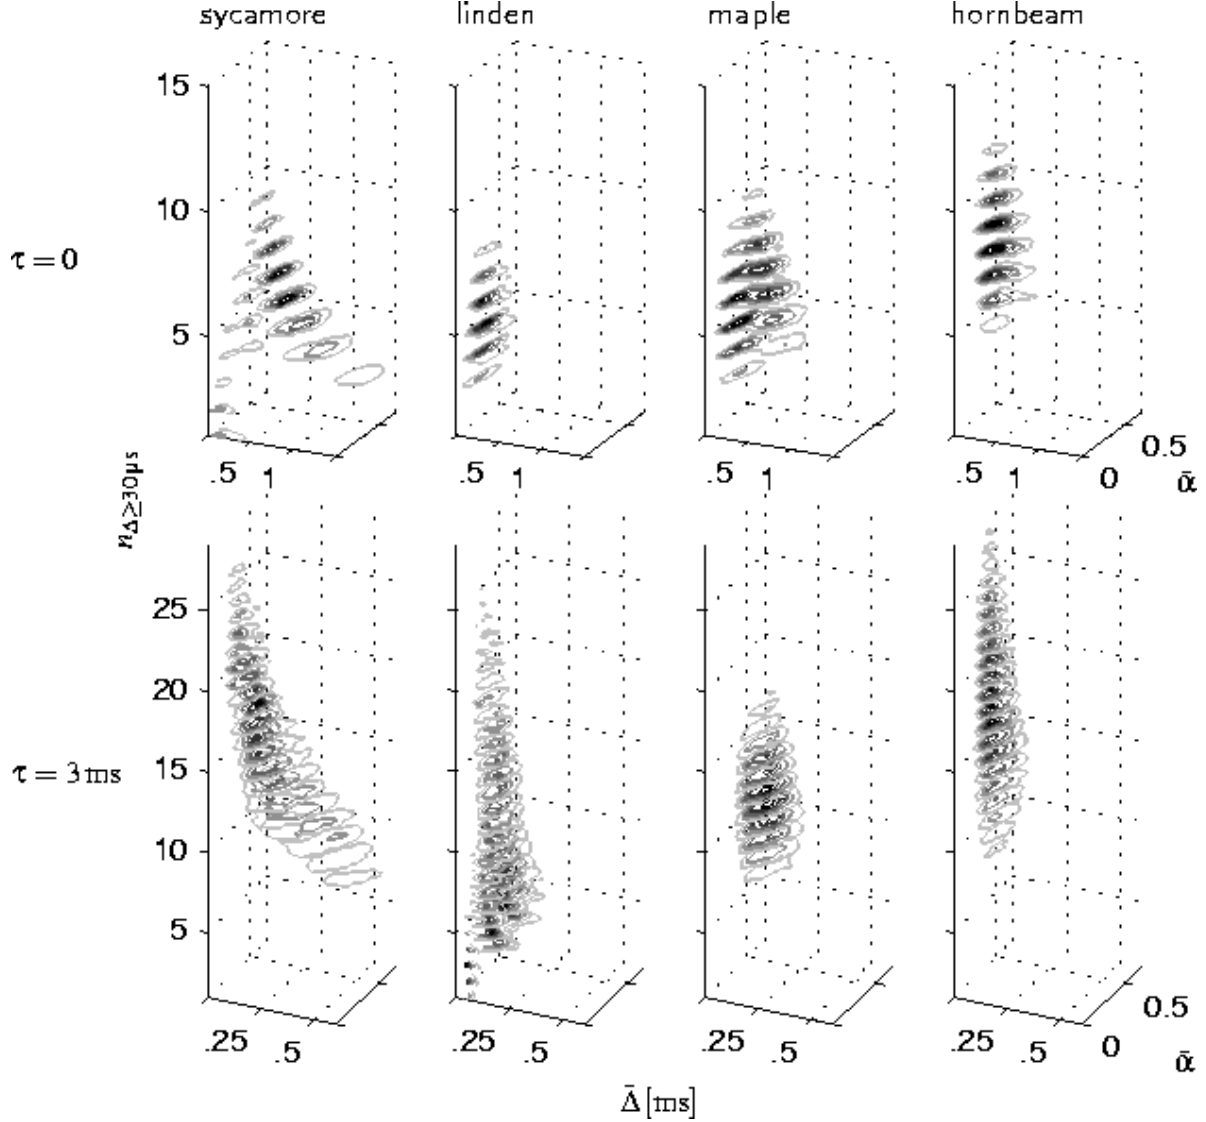 sycamore linden maple hornbeam
15
10
τ = 0
5
0.5
.5 1 .5 1 .5 1 .5 1 0 ᾱ
n_Δ≥30µs
25
20
τ = 3 ms
15
10
5
0.5
.25 .5 .25 .5 .25 .5 .25 .5 0 ᾱ
Δ̄ [ms]